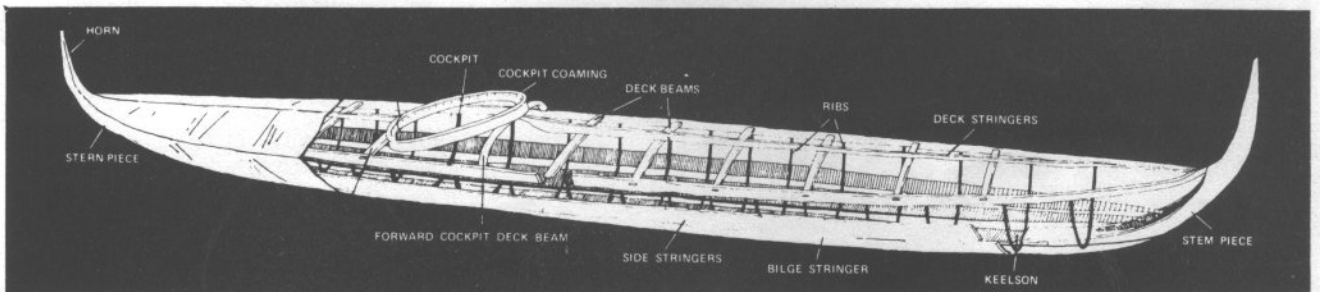 HORN
COCKPIT
COCKPIT COAMING
DECK BEAMS
RIBS
DECK STRINGERS
STERN PIECE
FORWARD COCKPIT DECK BEAM
SIDE STRINGERS
BILGE STRINGER
KEELSON
STEM PIECE